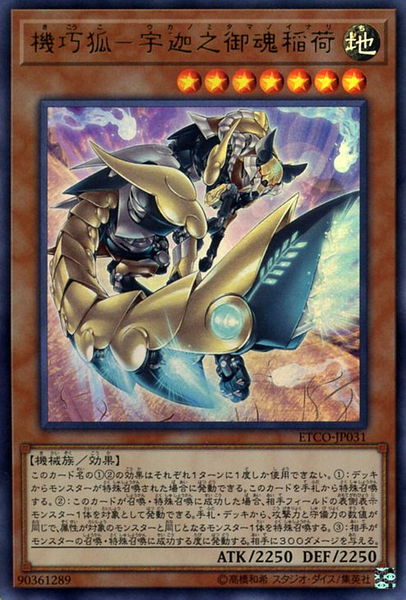 機巧狐－宇迦之御魂稲荷
地
ETCO-JP031
【機械族／効果】
このカード名の①②の効果はそれぞれ1ターンに1度しか使用できない。①：デッキ
からモンスターが特殊召喚された場合に発動できる。このカードを手札から特殊召喚
する。②：このカードが召喚・特殊召喚に成功した場合、相手フィールドの表側表示
モンスター1体を対象として発動できる。手札・デッキから、攻撃力と守備力の数値が
同じで、属性が対象のモンスターと同じとなるモンスター1体を特殊召喚する。③：相手が
モンスターの召喚・特殊召喚に成功する度に発動する。相手に300ダメージを与える。
ATK/2250 DEF/2250
90361289 ©高橋和希 スタジオ・ダイス/集英社